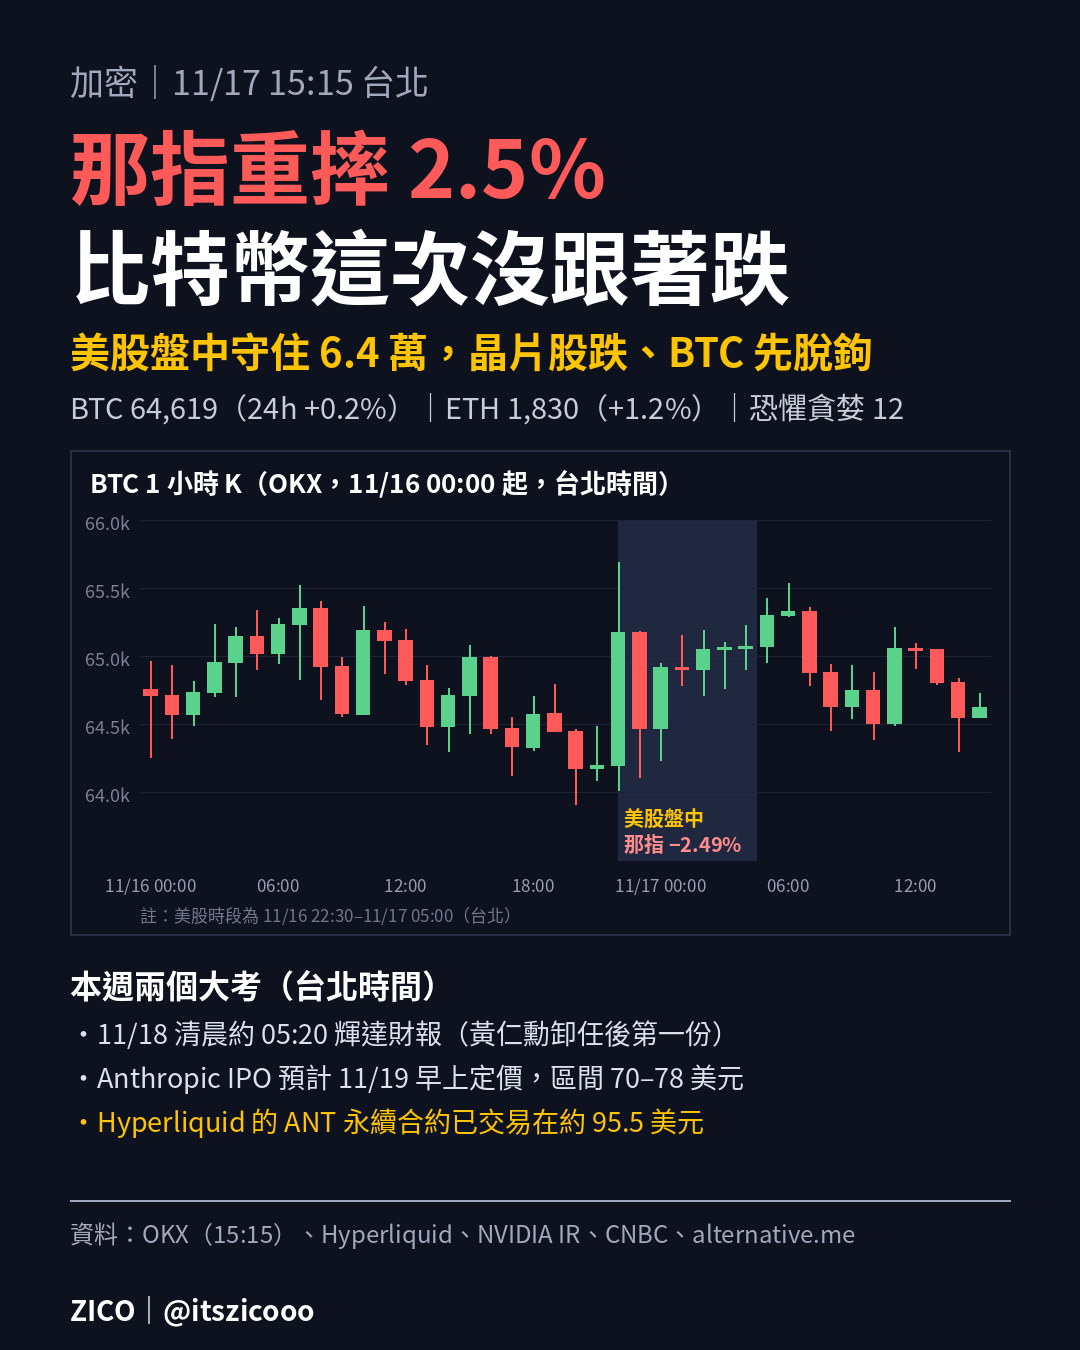 加密｜11/17 15:15 台北
那指重摔 2.5%
比特幣這次沒跟著跌
美股盤中守住 6.4 萬，晶片股跌、BTC 先脫鉤
BTC 64,619（24h +0.2%）｜ETH 1,830（+1.2%）｜恐懼貪婪 12
BTC 1 小時 K（OKX，11/16 00:00 起，台北時間）
66.0k
65.5k
65.0k
64.5k
64.0k
美股盤中
那指 −2.49%
11/16 00:00 06:00 12:00 18:00 11/17 00:00 06:00 12:00
註：美股時段為 11/16 22:30–11/17 05:00（台北）
本週兩個大考（台北時間）
・11/18 清晨約 05:20 輝達財報（黃仁勳卸任後第一份）
・Anthropic IPO 預計 11/19 早上定價，區間 70–78 美元
・Hyperliquid 的 ANT 永續合約已交易在約 95.5 美元
資料：OKX（15:15）、Hyperliquid、NVIDIA IR、CNBC、alternative.me
ZICO｜@itszicooo